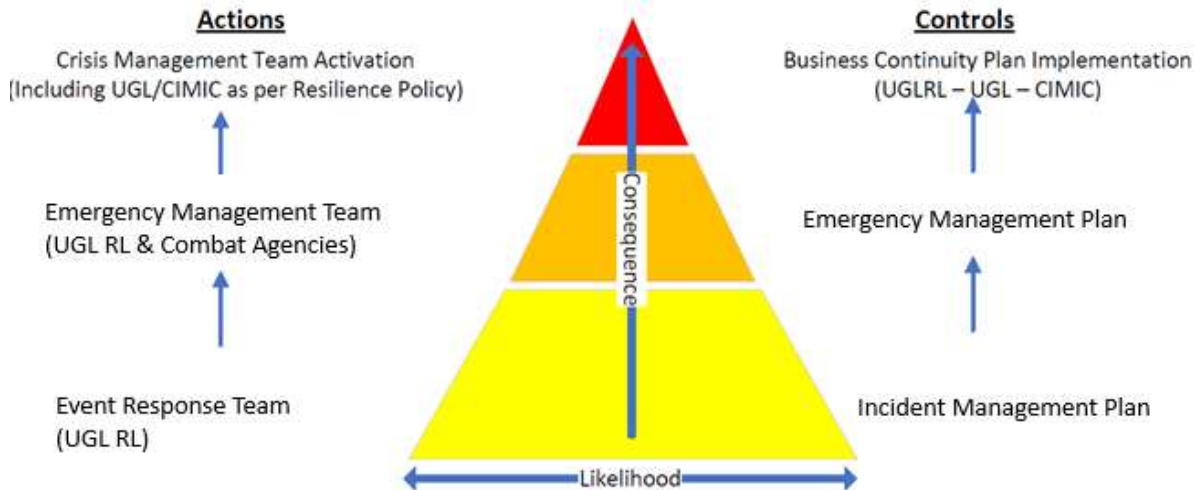 Actions
Crisis Management Team Activation
(Including UGL/CIMIC as per Resilience Policy)
Emergency Management Team
(UGL RL & Combat Agencies)
Event Response Team
(UGL RL)
Consequence
Likelihood
Controls
Business Continuity Plan Implementation
(UGLRL – UGL – CIMIC)
Emergency Management Plan
Incident Management Plan